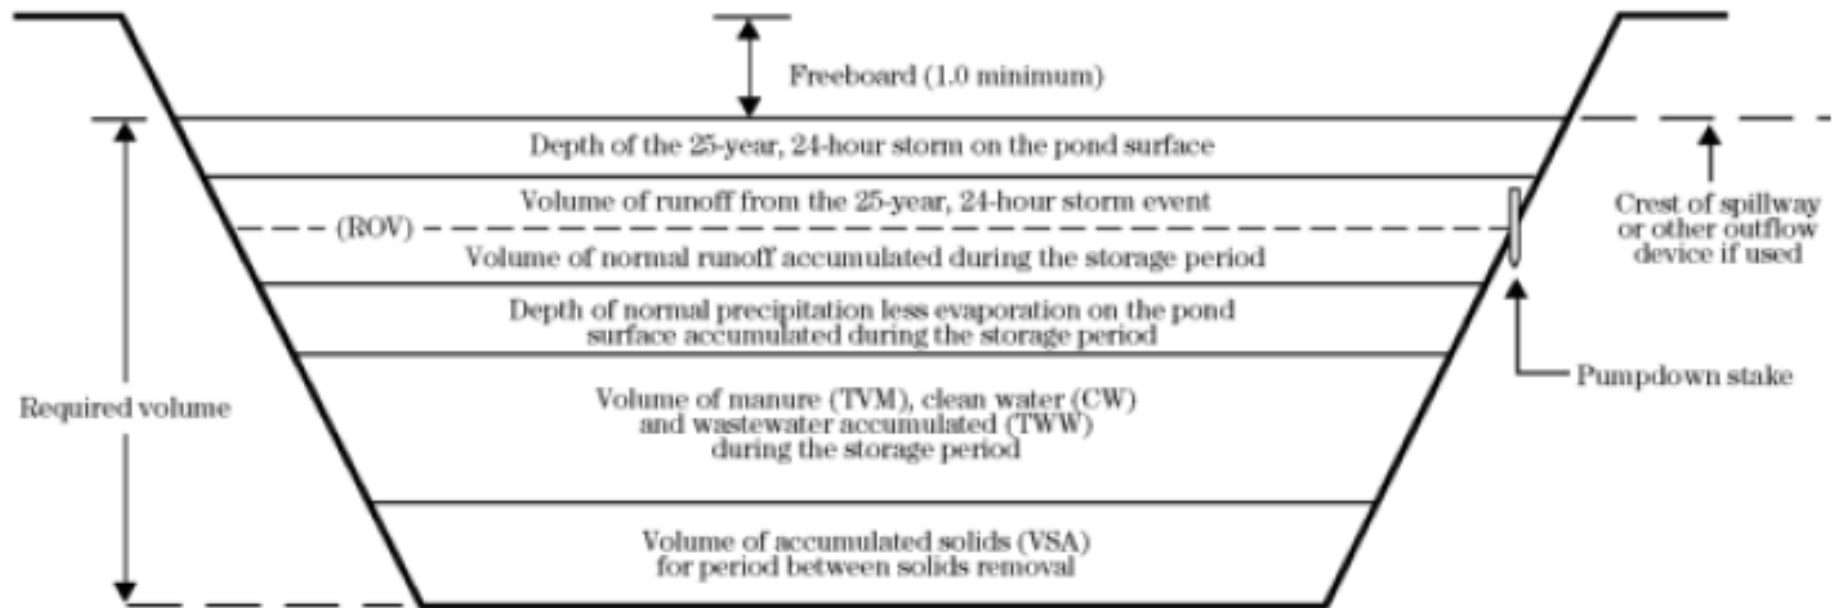 Freeboard (1.0 minimum)
Depth of the 25-year, 24-hour storm on the pond surface
Volume of runoff from the 25-year, 24-hour storm event
(ROV)
Volume of normal runoff accumulated during the storage period
Crest of spillway
or other outflow
device if used
Depth of normal precipitation less evaporation on the pond
surface accumulated during the storage period
Pumpdown stake
Required volume
Volume of manure (TVM), clean water (CW)
and wastewater accumulated (TWW)
during the storage period
Volume of accumulated solids (VSA)
for period between solids removal